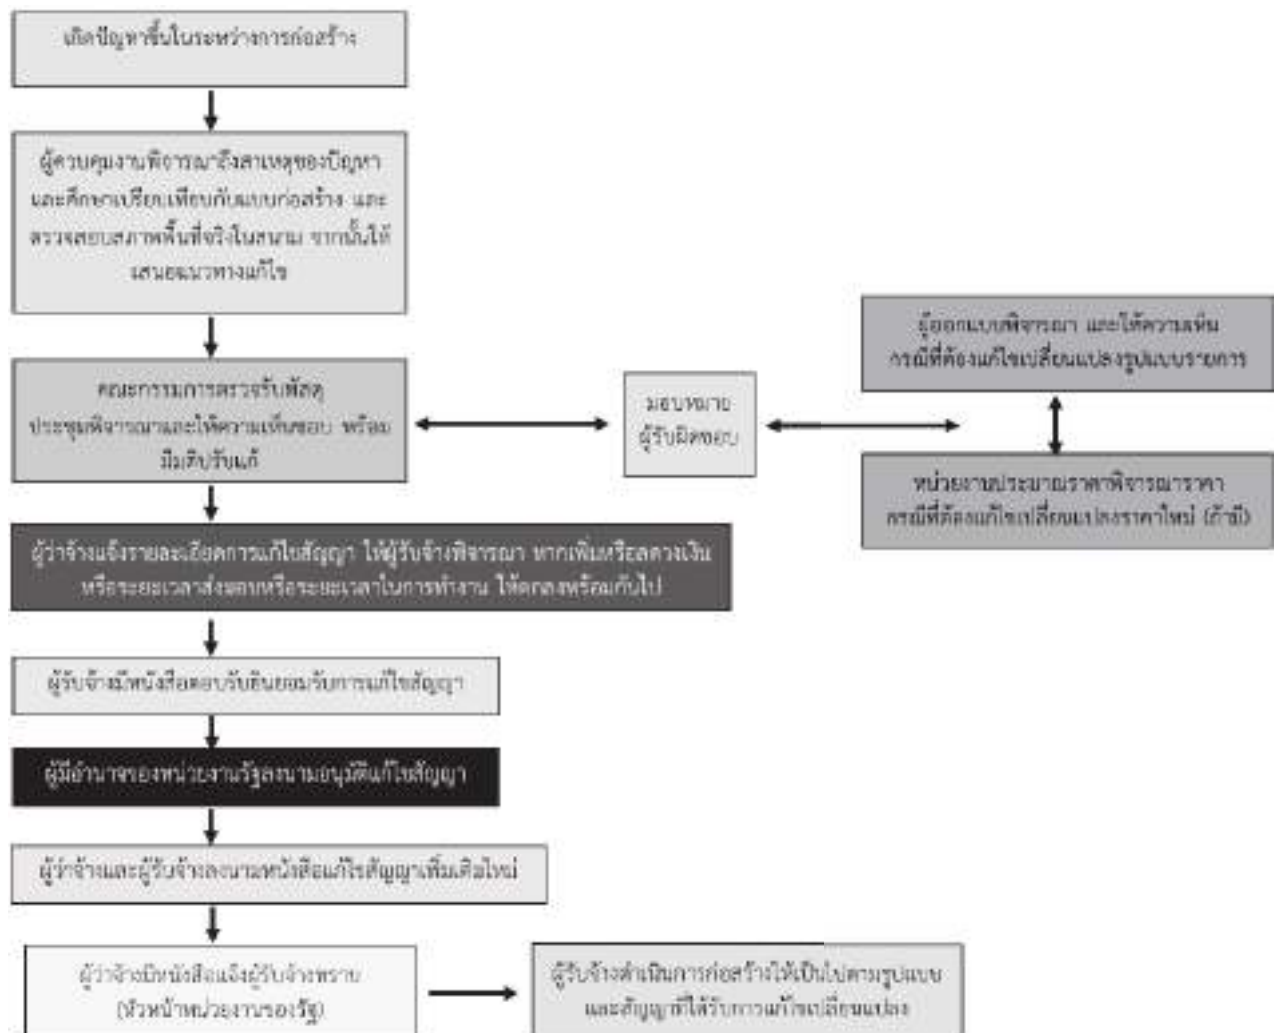 เกิดปัญหาขึ้นในระหว่างการก่อสร้าง
ผู้ควบคุมงานพิจารณาถึงสาเหตุของปัญหา
และศึกษาเปรียบเทียบกับแบบก่อสร้าง และ
ตรวจสอบสภาพพื้นที่จริงในสนาม จากนั้นให้
เสนอแนวทางแก้ไข
คณะกรรมการตรวจรับพัสดุ
ประชุมพิจารณาและให้ความเห็นชอบ พร้อม
มีมติปรับแก้
มอบหมาย
ผู้รับผิดชอบ
ผู้ออกแบบพิจารณา และให้ความเห็น
กรณีที่ต้องแก้ไขเปลี่ยนแปลงรูปแบบรายการ
หน่วยงานประมาณราคาพิจารณาราคา
กรณีที่ต้องแก้ไขเปลี่ยนแปลงราคาใหม่ (ถ้ามี)
ผู้ว่าจ้างแจ้งรายละเอียดการแก้ไขสัญญา ให้ผู้รับจ้างพิจารณา หากเพิ่มหรือลดวงเงิน
หรือระยะเวลาส่งมอบหรือระยะเวลาในการทำงาน ให้ตกลงพร้อมกันไป
ผู้รับจ้างมีหนังสือตอบรับยินยอมรับการแก้ไขสัญญา
ผู้มีอำนาจของหน่วยงานรัฐลงนามอนุมัติแก้ไขสัญญา
ผู้ว่าจ้างและผู้รับจ้างลงนามหนังสือแก้ไขสัญญาเพิ่มเติมใหม่
ผู้ว่าจ้างมีหนังสือแจ้งผู้รับจ้างทราบ
(หัวหน้าหน่วยงานของรัฐ)
ผู้รับจ้างดำเนินการก่อสร้างให้เป็นไปตามรูปแบบ
และสัญญาที่ได้รับการแก้ไขเปลี่ยนแปลง